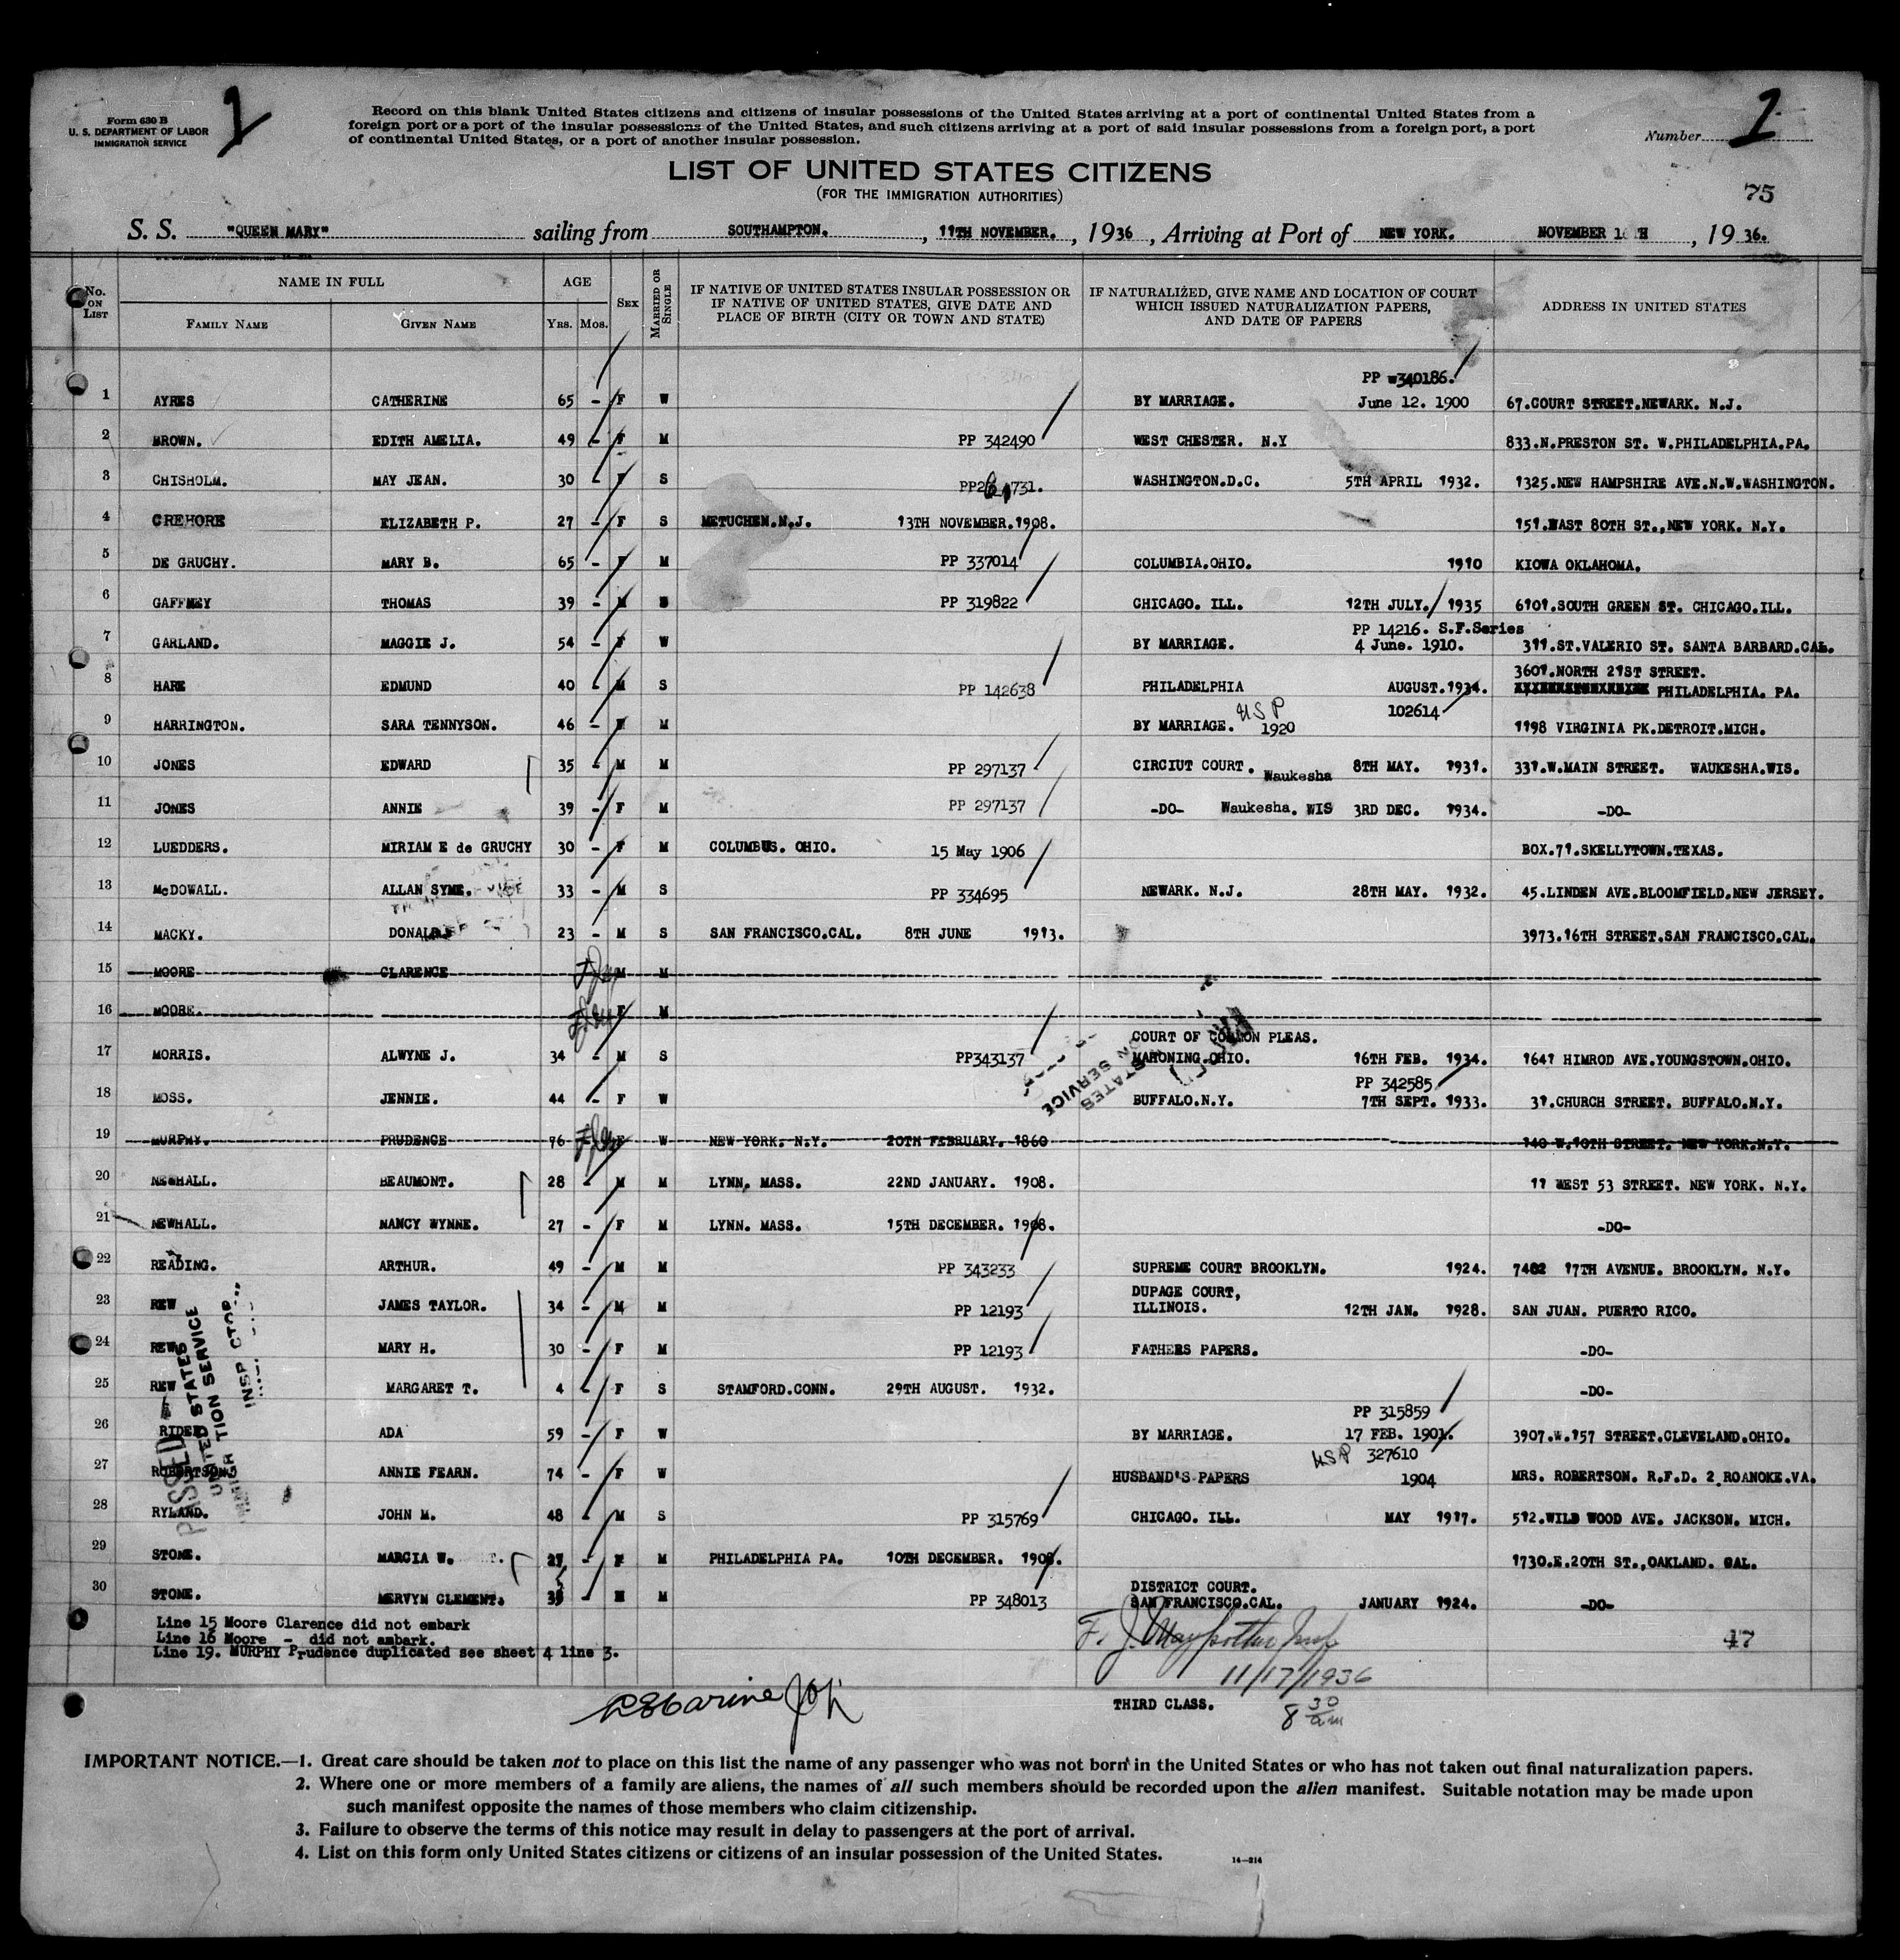 Form 630 B
U. S. DEPARTMENT OF LABOR
IMMIGRATION SERVICE
2
Record on this blank United States citizens and citizens of insular possessions of the United States arriving at a port of continental United States from a
foreign port or a port of the insular possessions of the United States, and such citizens arriving at a port of said insular possessions from a foreign port, a port
of continental United States, or a port of another insular possession.
Number 2
LIST OF UNITED STATES CITIZENS
(FOR THE IMMIGRATION AUTHORITIES)
75
S. S. "QUEEN MARY" sailing from SOUTHAMPTON. , 11TH NOVEMBER. , 1936 , Arriving at Port of NEW YORK. NOVEMBER 16TH , 1936.
No. ON LIST
NAME IN FULL
FAMILY NAME GIVEN NAME
AGE
Yrs. Mos.
SEX
MARRIED OR SINGLE
IF NATIVE OF UNITED STATES INSULAR POSSESSION OR
IF NATIVE OF UNITED STATES, GIVE DATE AND
PLACE OF BIRTH (CITY OR TOWN AND STATE)
IF NATURALIZED, GIVE NAME AND LOCATION OF COURT
WHICH ISSUED NATURALIZATION PAPERS,
AND DATE OF PAPERS
ADDRESS IN UNITED STATES
PP w340186.
1 AYRES CATHERINE 65 - F W BY MARRIAGE. June 12. 1900 67.COURT STREET.NEWARK. N.J.
2 BROWN. EDITH AMELIA. 49 - F M PP 342490 WEST CHESTER. N.Y 833.N.PRESTON ST. W.PHILADELPHIA.PA.
3 CHISHOLM. MAY JEAN. 30 - F S 731. WASHINGTON.D.C. 5TH APRIL 1932. 1325.NEW HAMPSHIRE AVE.N.W.WASHINGTON.
4 CREHORE ELIZABETH P. 27 - F S METUCHEN.N.J. 13TH NOVEMBER.1908. 151.EAST 80TH ST.,NEW YORK. N.Y.
5 DE GRUCHY. MARY B. 65 - F M PP 337014 COLUMBIA.OHIO. 1910 KIOWA OKLAHOMA.
6 GAFFNEY THOMAS 39 - M PP 319822 CHICAGO. ILL. 12TH JULY. 1935 6101.SOUTH GREEN ST. CHICAGO.ILL.
PP 14216. S.F.Series
7 GARLAND. MAGGIE J. 54 - F W BY MARRIAGE. 4 June. 1910. 311.ST.VALERIO ST. SANTA BARBARD.CAL.
3601.NORTH 21ST STREET.
8 HARE EDMUND 40 - M S PP 142638 PHILADELPHIA AUGUST.1934. PHILADELPHIA. PA.
USP 102614
9 HARRINGTON. SARA TENNYSON. 46 - F M BY MARRIAGE. 1920 1198 VIRGINIA PK.DETROIT.MICH.
10 JONES EDWARD 35 - M M PP 297137 CIRCIUT COURT. Waukesha 8TH MAY. 1931. 331.W.MAIN STREET. WAUKESHA.WIS.
11 JONES ANNIE 39 - F M PP 297137 -DO- Waukesha. WIS 3RD DEC. 1934. -DO-
12 LUEDDERS. MIRIAM E de GRUCHY 30 - F M COLUMBUS. OHIO. 15 May 1906 BOX.71.SKELLYTOWN.TEXAS.
13 McDOWALL. ALLAN SYME. 33 - M S PP 334695 NEWARK. N.J. 28TH MAY. 1932. 45.LINDEN AVE.BLOOMFIELD.NEW JERSEY.
14 MACKY. DONALD. 23 - M S SAN FRANCISCO.CAL. 8TH JUNE 1913. 3973.16TH STREET.SAN FRANCISCO.CAL.
15 MOORE CLARENCE M M
16 MOORE. F M
COURT OF COMMON PLEAS.
17 MORRIS. ALWYNE J. 34 - M S PP343137 MAHONING.OHIO. 16TH FEB. 1934. 1641 HIMROD AVE.YOUNGSTOWN.OHIO.
PP 342585
18 MOSS. JENNIE. 44 - F W BUFFALO.N.Y. 7TH SEPT. 1933. 31.CHURCH STREET. BUFFALO.N.Y.
19 MURPHY. PRUDENCE 76 F W NEW YORK. N.Y. 20TH FEBRUARY. 1860 140 W.10TH STREET. NEW YORK.N.Y.
20 NEWHALL. BEAUMONT. 28 - M M LYNN. MASS. 22ND JANUARY. 1908. 11 WEST 53 STREET. NEW YORK. N.Y.
21 NEWHALL. NANCY WYNNE. 27 - F M LYNN. MASS. 15TH DECEMBER. 1908. -DO-
22 READING. ARTHUR. 49 - M M PP 343233 SUPREME COURT BROOKLYN. 1924. 7402 17TH AVENUE. BROOKLYN. N.Y.
DUPAGE COURT,
23 REW JAMES TAYLOR. 34 - M M PP 12193 ILLINOIS. 12TH JAN. 1928. SAN JUAN. PUERTO RICO.
24 REW MARY H. 30 - F M PP 12193 FATHERS PAPERS. -DO-
25 REW MARGARET T. 4 - F S STAMFORD.CONN. 29TH AUGUST. 1932. -DO-
PP 315859
26 RIDER ADA 59 - F W BY MARRIAGE. 17 FEB. 1901. 3907.W.157 STREET.CLEVELAND.OHIO.
USP 327610
27 ROBERTSON. ANNIE FEARN. 74 - F W HUSBAND'S PAPERS 1904 MRS. ROBERTSON. R.F.D. 2 ROANOKE.VA.
28 RYLAND. JOHN M. 48 - M S PP 315769 CHICAGO. ILL. MAY 1917. 512.WILD WOOD AVE. JACKSON. MICH.
29 STONE. MARCIA W. 27 - F M PHILADELPHIA PA. 10TH DECEMBER. 1908. 1730.E.20TH ST.,OAKLAND. CAL.
DISTRICT COURT.
30 STONE. MERVYN CLEMENT. - M M PP 348013 SAN FRANCISCO.CAL. JANUARY 1924. -DO-
PASSED
UNITED STATES
IMMIGRATION SERVICE
Line 15 Moore Clarence did not embark
Line 16 Moore - did not ambark.
Line 19. MURPHY Prudence duplicated see sheet 4 line 3.
47
11/17/1936
THIRD CLASS. 8 30 am
IMPORTANT NOTICE.—1. Great care should be taken not to place on this list the name of any passenger who was not born in the United States or who has not taken out final naturalization papers.
2. Where one or more members of a family are aliens, the names of all such members should be recorded upon the alien manifest. Suitable notation may be made upon
such manifest opposite the names of those members who claim citizenship.
3. Failure to observe the terms of this notice may result in delay to passengers at the port of arrival.
4. List on this form only United States citizens or citizens of an insular possession of the United States.
14—214